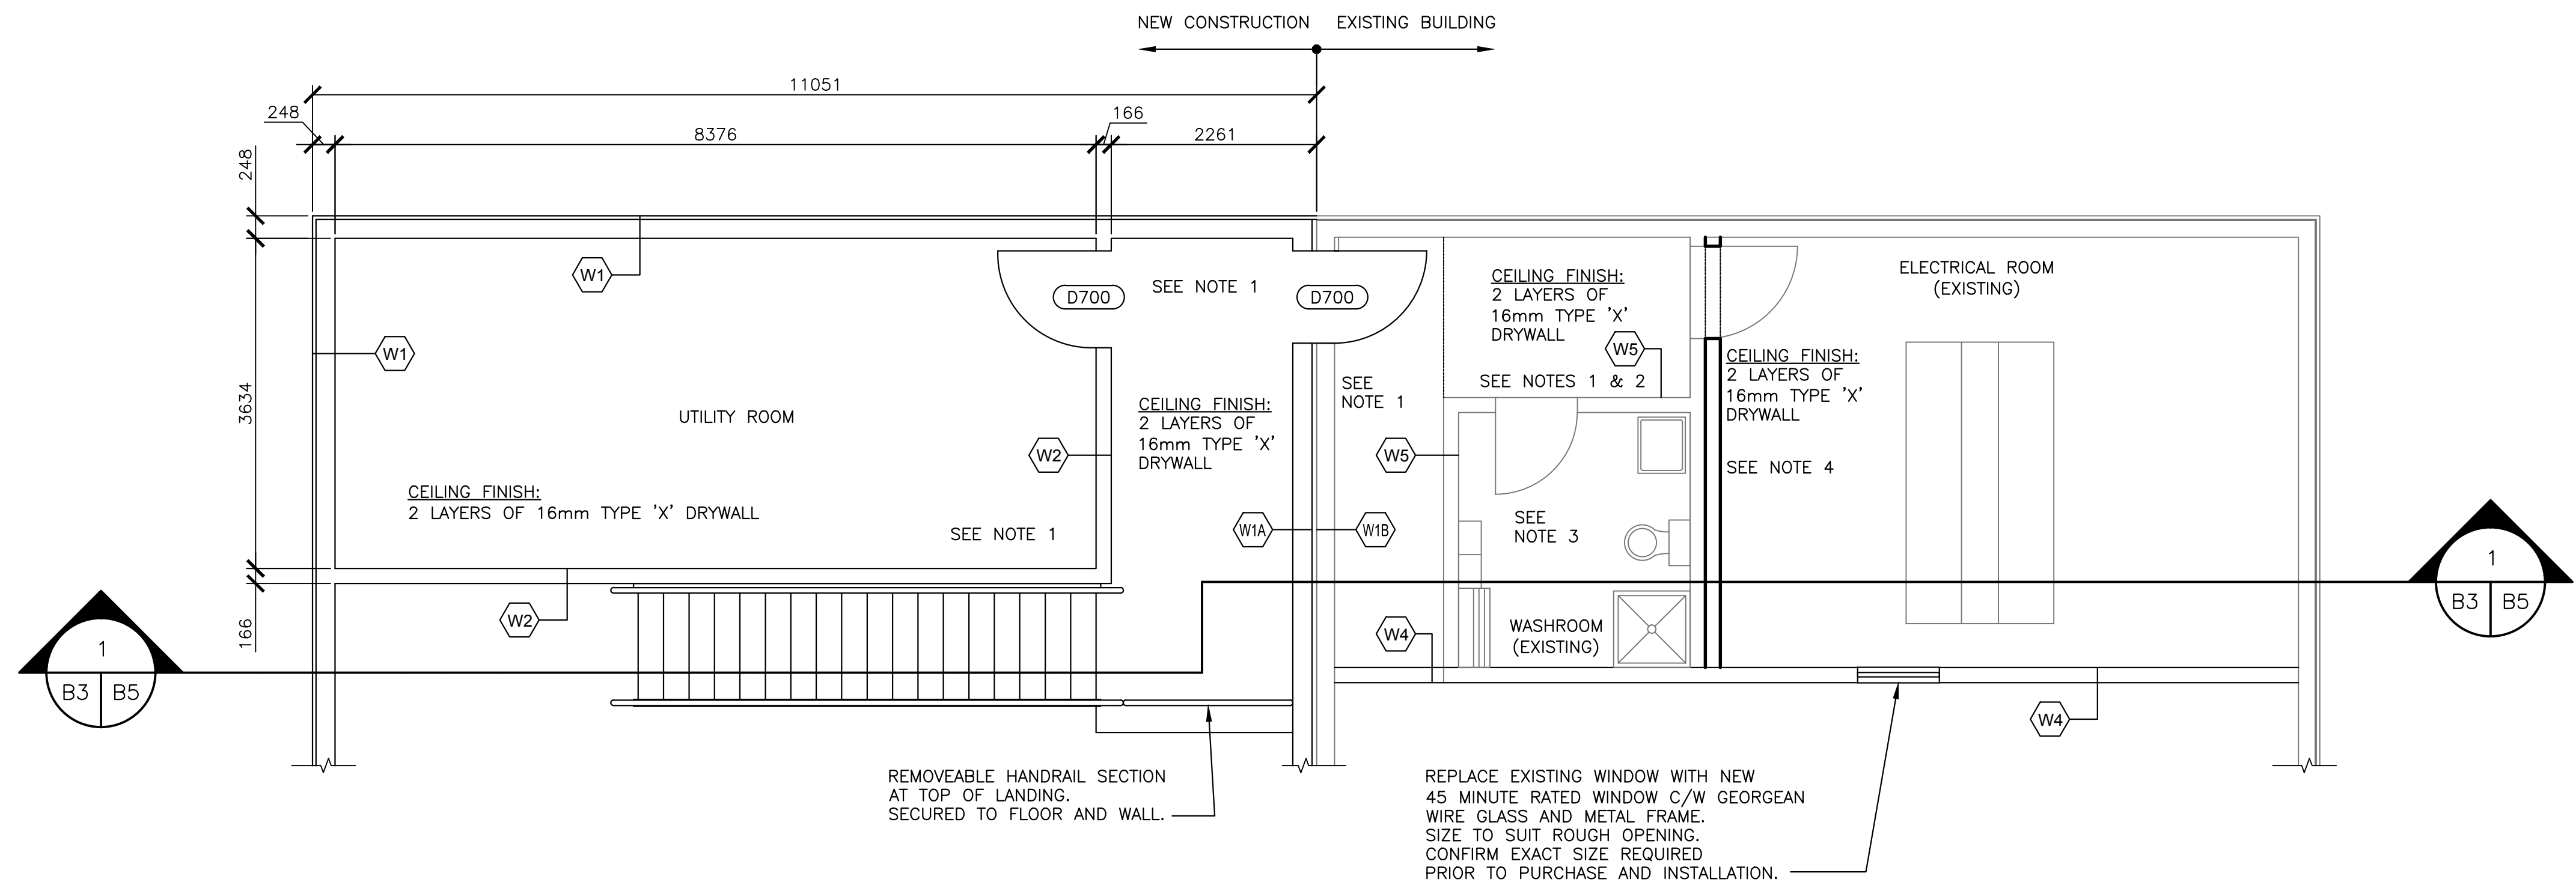 NEW CONSTRUCTION EXISTING BUILDING
11051
248
8376
166
2261
248
3634
166
W1
W1
D700
SEE NOTE 1
D700
CEILING FINISH:
2 LAYERS OF
16mm TYPE 'X'
DRYWALL
W5
SEE NOTES 1 & 2
ELECTRICAL ROOM
(EXISTING)
UTILITY ROOM
CEILING FINISH:
2 LAYERS OF 16mm TYPE 'X' DRYWALL
SEE NOTE 1
W2
CEILING FINISH:
2 LAYERS OF
16mm TYPE 'X'
DRYWALL
SEE
NOTE 1
W5
CEILING FINISH:
2 LAYERS OF
16mm TYPE 'X'
DRYWALL
SEE NOTE 4
W1A
W1B
SEE
NOTE 3
W2
W4
WASHROOM
(EXISTING)
W4
1
B3 B5
1
B3 B5
REMOVEABLE HANDRAIL SECTION
AT TOP OF LANDING.
SECURED TO FLOOR AND WALL.
REPLACE EXISTING WINDOW WITH NEW
45 MINUTE RATED WINDOW C/W GEORGEAN
WIRE GLASS AND METAL FRAME.
SIZE TO SUIT ROUGH OPENING.
CONFIRM EXACT SIZE REQUIRED
PRIOR TO PURCHASE AND INSTALLATION.